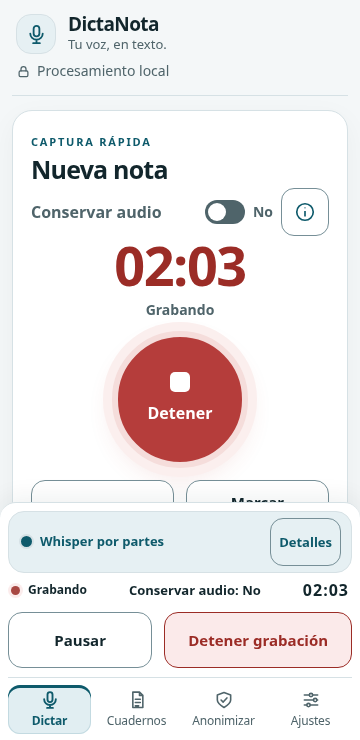 DictaNota
Tu voz, en texto.
Procesamiento local
CAPTURA RÁPIDA
Nueva nota
Conservar audio No
02:03
Grabando
Detener
Marcar
Whisper por partes Detalles
Grabando Conservar audio: No 02:03
Pausar Detener grabación
Dictar Cuadernos Anonimizar Ajustes